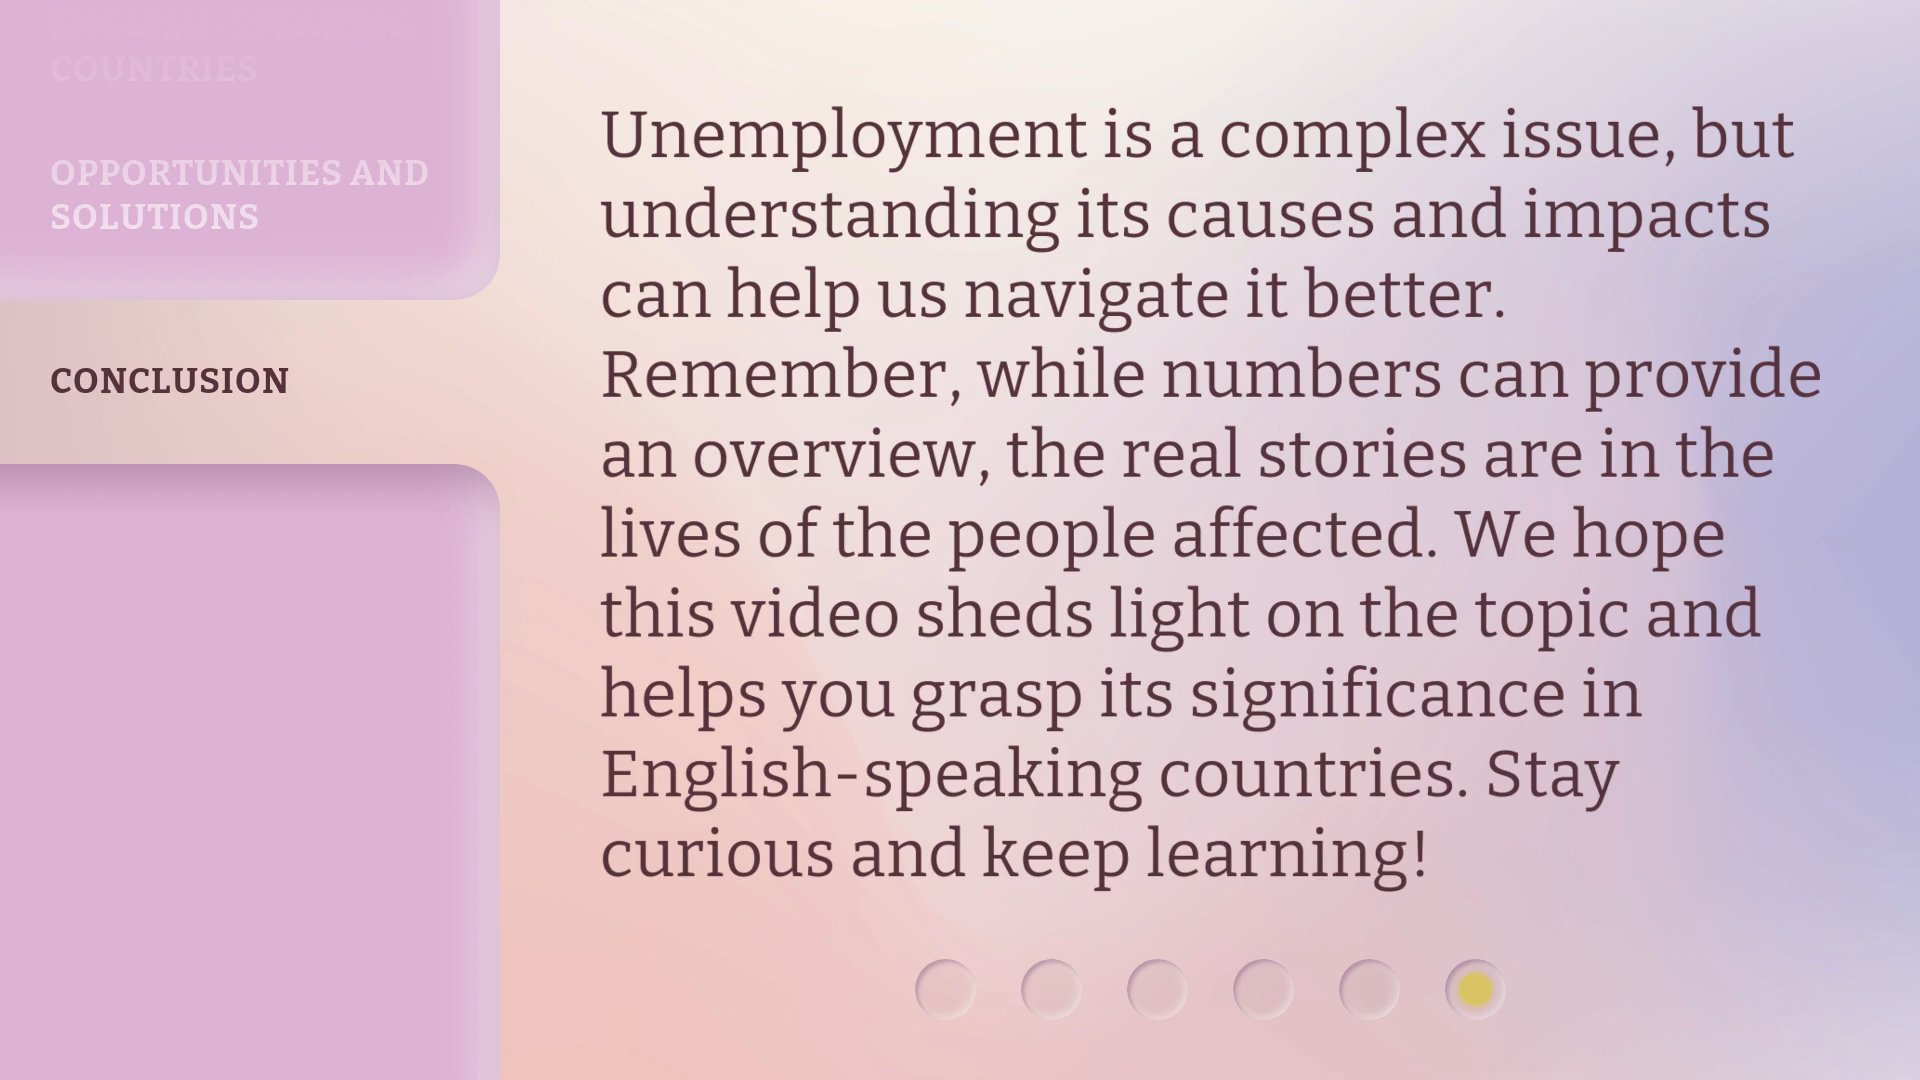 ENGLISH-SPEAKING
COUNTRIES
OPPORTUNITIES AND
SOLUTIONS
CONCLUSION
Unemployment is a complex issue, but
understanding its causes and impacts
can help us navigate it better.
Remember, while numbers can provide
an overview, the real stories are in the
lives of the people affected. We hope
this video sheds light on the topic and
helps you grasp its significance in
English-speaking countries. Stay
curious and keep learning!